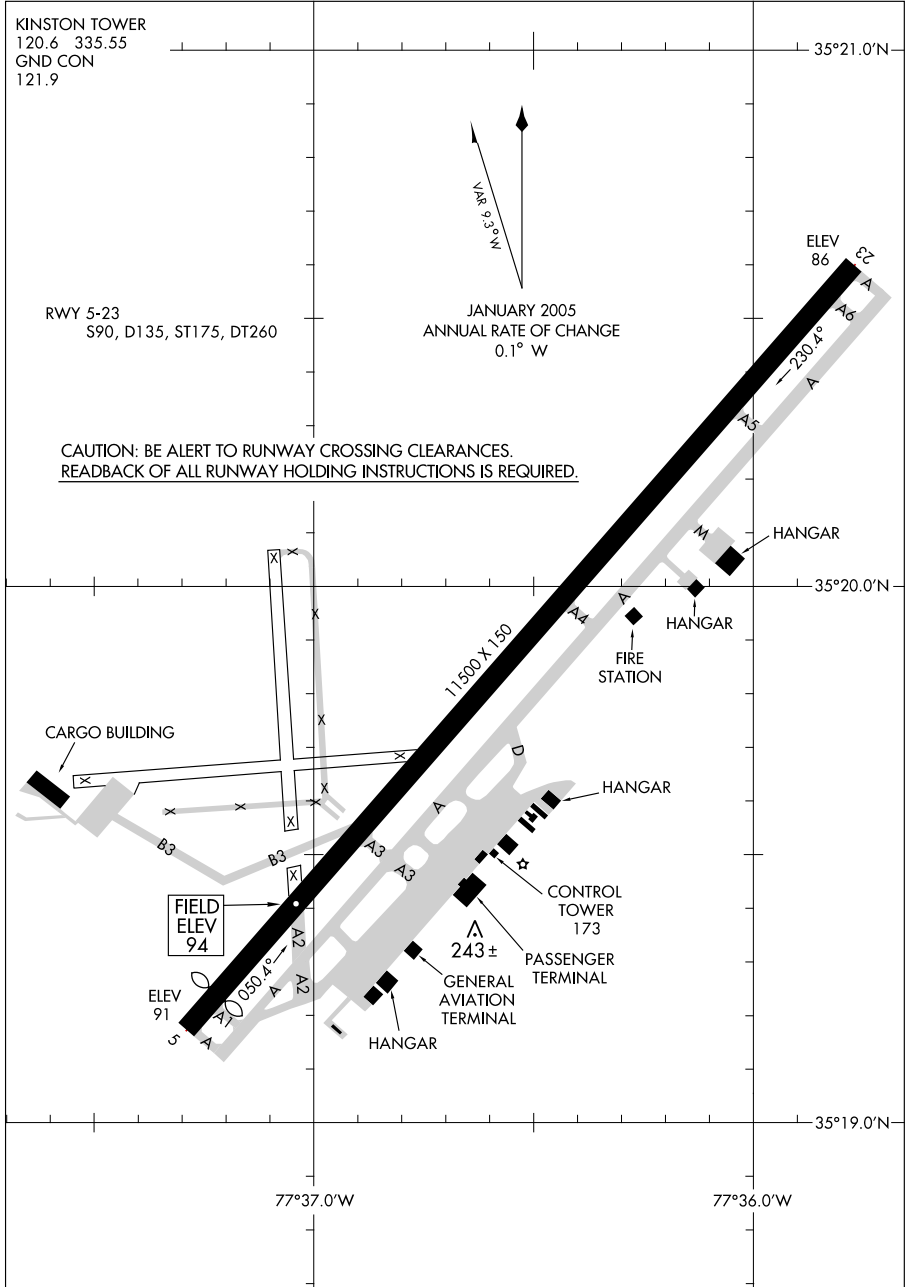 KINSTON TOWER
120.6 335.55
GND CON
121.9
35°21.0'N
VAR 9.3° W
JANUARY 2005
ANNUAL RATE OF CHANGE
0.1° W
ELEV
86
23
A
A6
230.4°
A
A5
RWY 5-23
S90, D135, ST175, DT260
CAUTION: BE ALERT TO RUNWAY CROSSING CLEARANCES.
READBACK OF ALL RUNWAY HOLDING INSTRUCTIONS IS REQUIRED.
M
HANGAR
X
X
35°20.0'N
X
A
A4
HANGAR
FIRE
STATION
11500 X 150
X
CARGO BUILDING
X
X
D
X
HANGAR
X
X
X
A
X
B3
B3
A3
A3
X
CONTROL
TOWER
173
FIELD
ELEV
94
A2
A2
243 ±
PASSENGER
TERMINAL
GENERAL
AVIATION
TERMINAL
050.4°
A
ELEV
91
A1
5
A
HANGAR
35°19.0'N
77°37.0'W
77°36.0'W